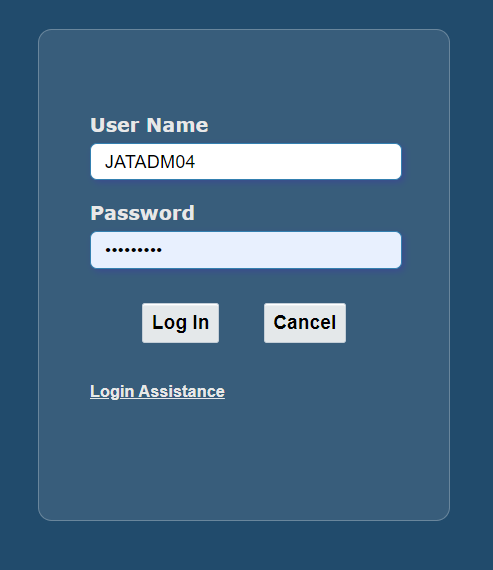 User Name
JATADM04
Password
•••••••••
Log In Cancel
Login Assistance